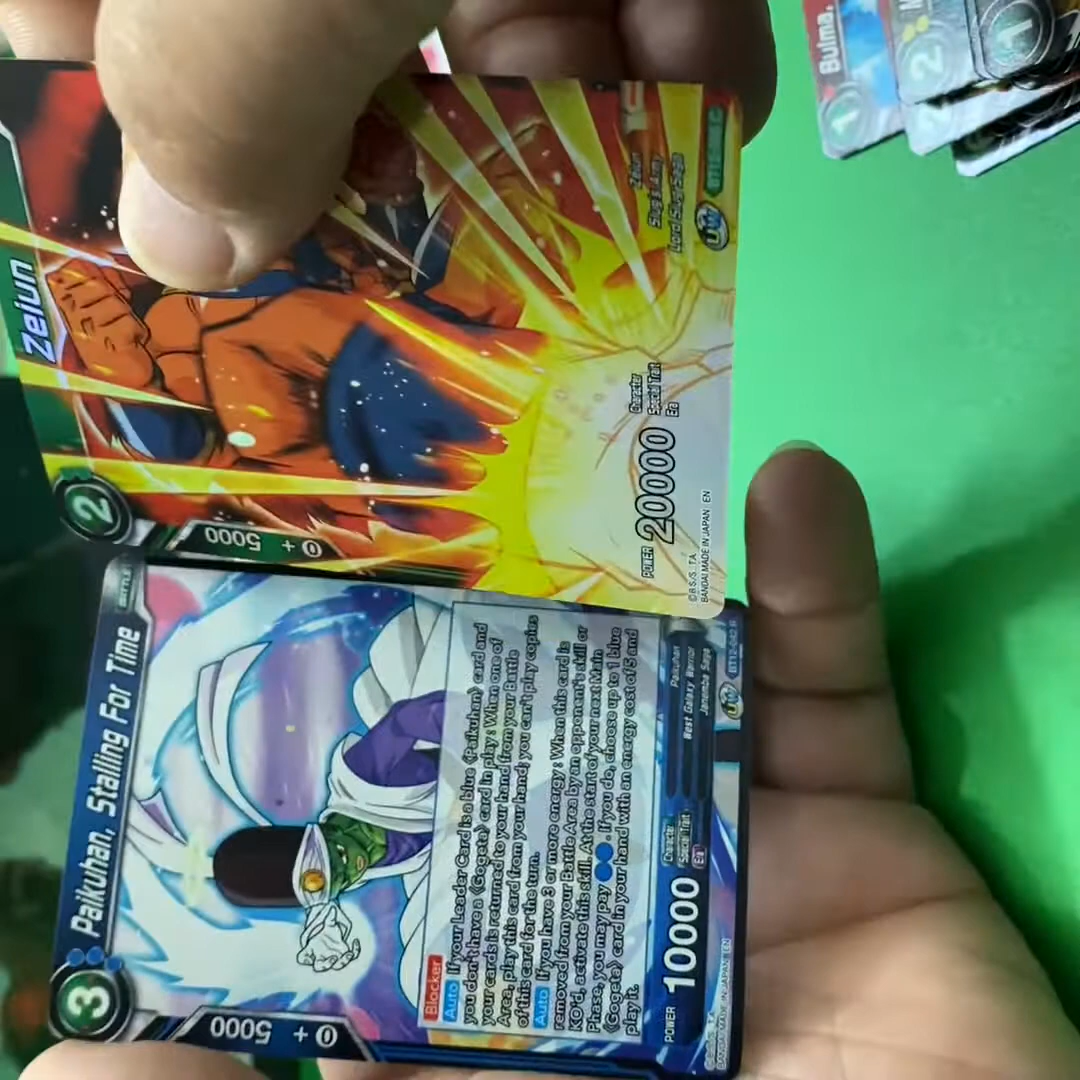 Zeiun
2
0 + 5000
POWER 20000
Character
Special Trait
Era
Zeiun
Slug's Army
Lord Slug Saga
UW
© B.S./S., T.A.
BANDAI MADE IN JAPAN EN
BATTLE
Paikuhan, Stalling For Time
3
0 + 5000
Blocker
Auto If your Leader Card is a blue ‹Paikuhan› card and
you don't have a ‹Gogeta› card in play : When one of
your cards is returned to your hand from your Battle
Area, play this card from your hand; you can't play copies
of this card for the turn.
Auto If you have 3 or more energy : When this card is
removed from your Battle Area by an opponent's skill or
KO'd, activate this skill. At the start of your next Main
Phase, you may pay . If you do, choose up to 1 blue
‹Gogeta› card in your hand with an energy cost of 5 and
play it.
POWER 10000
Character
Special Trait
Era
Paikuhan
West Galaxy Warrior
Janemba Saga
UW
BT12-042 R
BANDAI MADE IN JAPAN EN
Bulma,
1
2
1